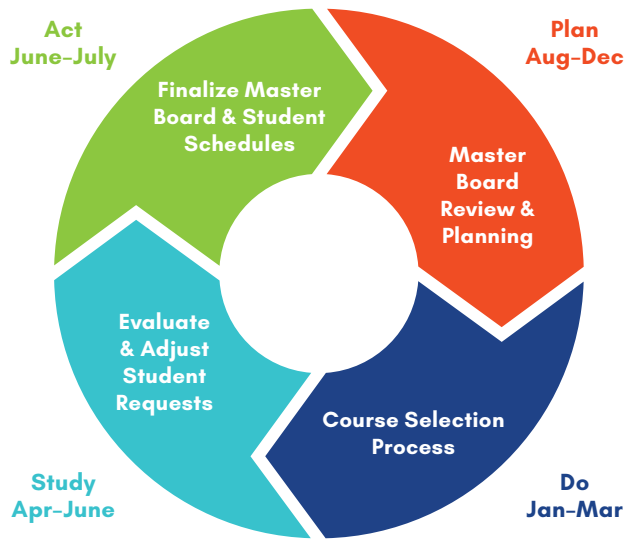 Act
June–July
Plan
Aug–Dec
Finalize Master
Board & Student
Schedules
Master
Board
Review &
Planning
Evaluate
& Adjust
Student
Requests
Course Selection
Process
Study
Apr–June
Do
Jan–Mar